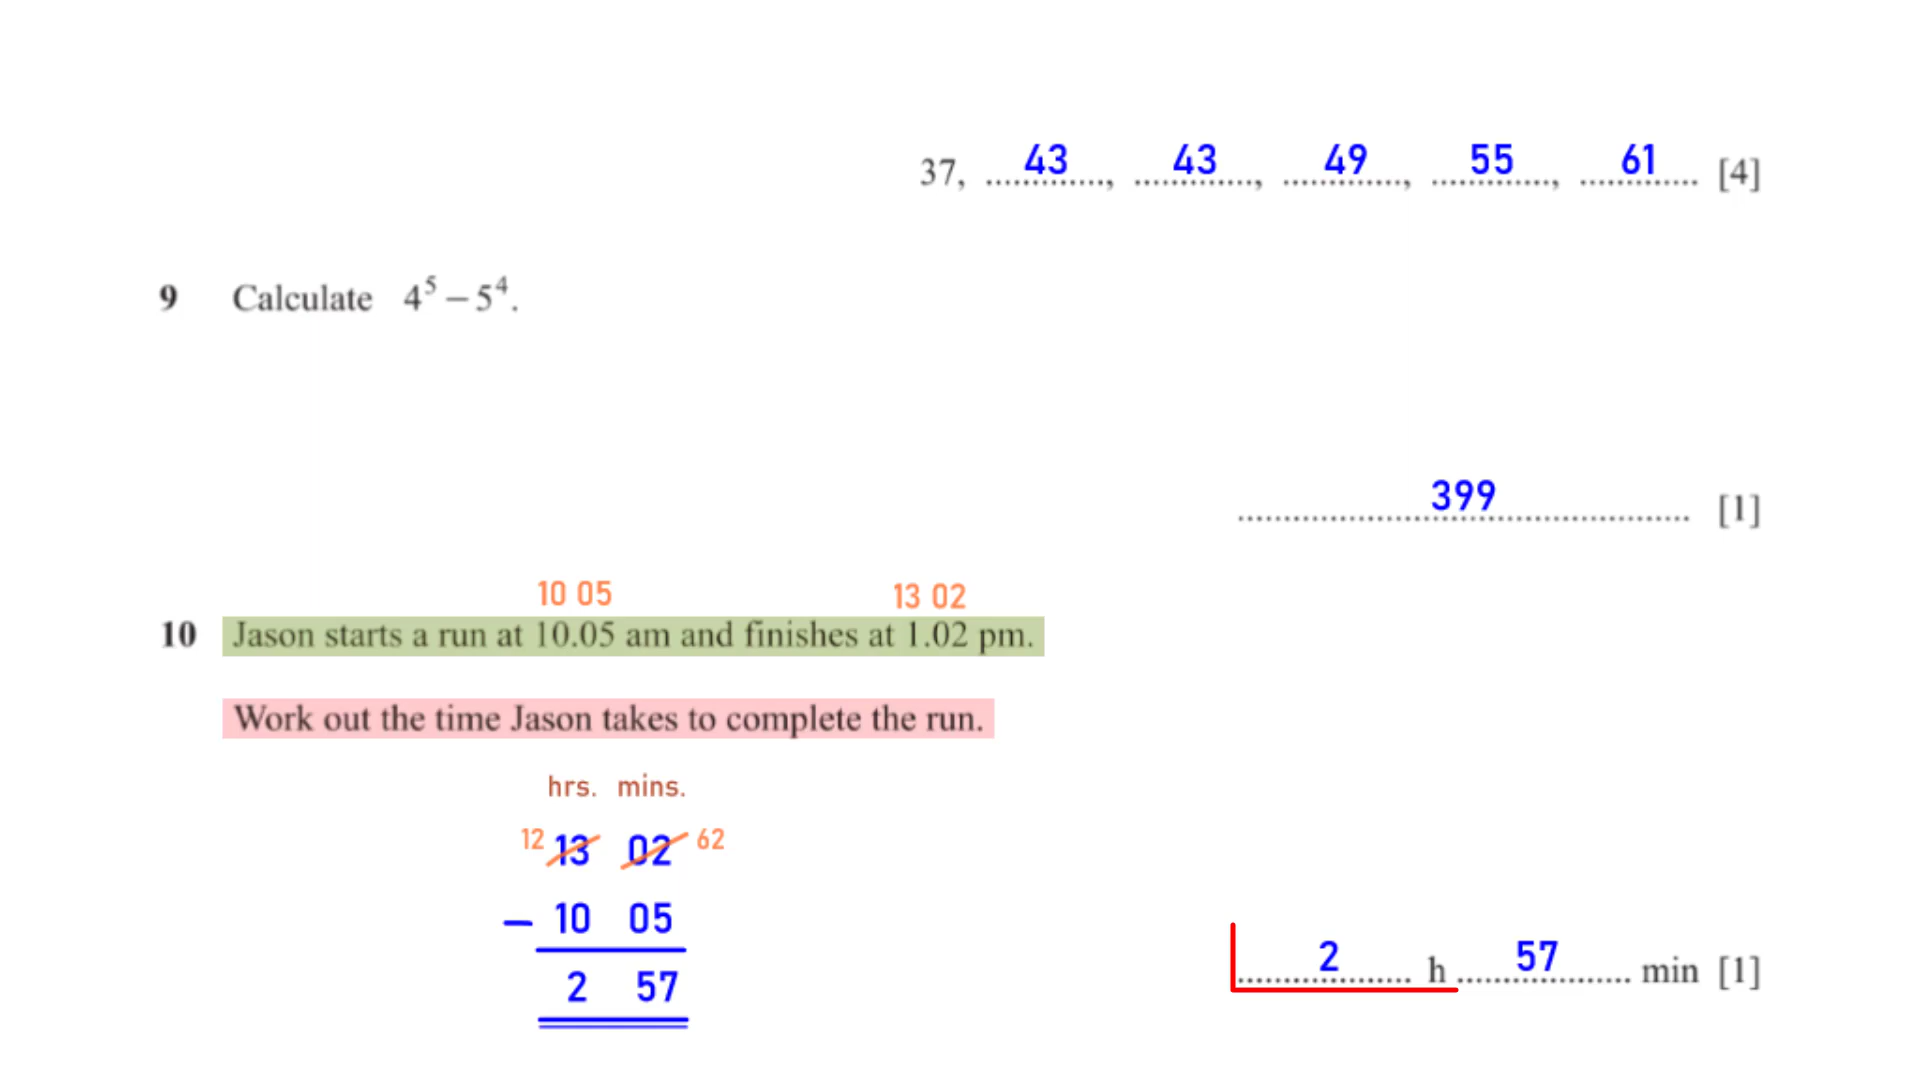 37, 43, 43, 49, 55, 61 [4]
9 Calculate 4⁵ – 5⁴.
399 [1]
10 05 13 02
10 Jason starts a run at 10.05 am and finishes at 1.02 pm.
Work out the time Jason takes to complete the run.
hrs. mins.
12 13 02 62
– 10 05
2 57
2 h 57 min [1]